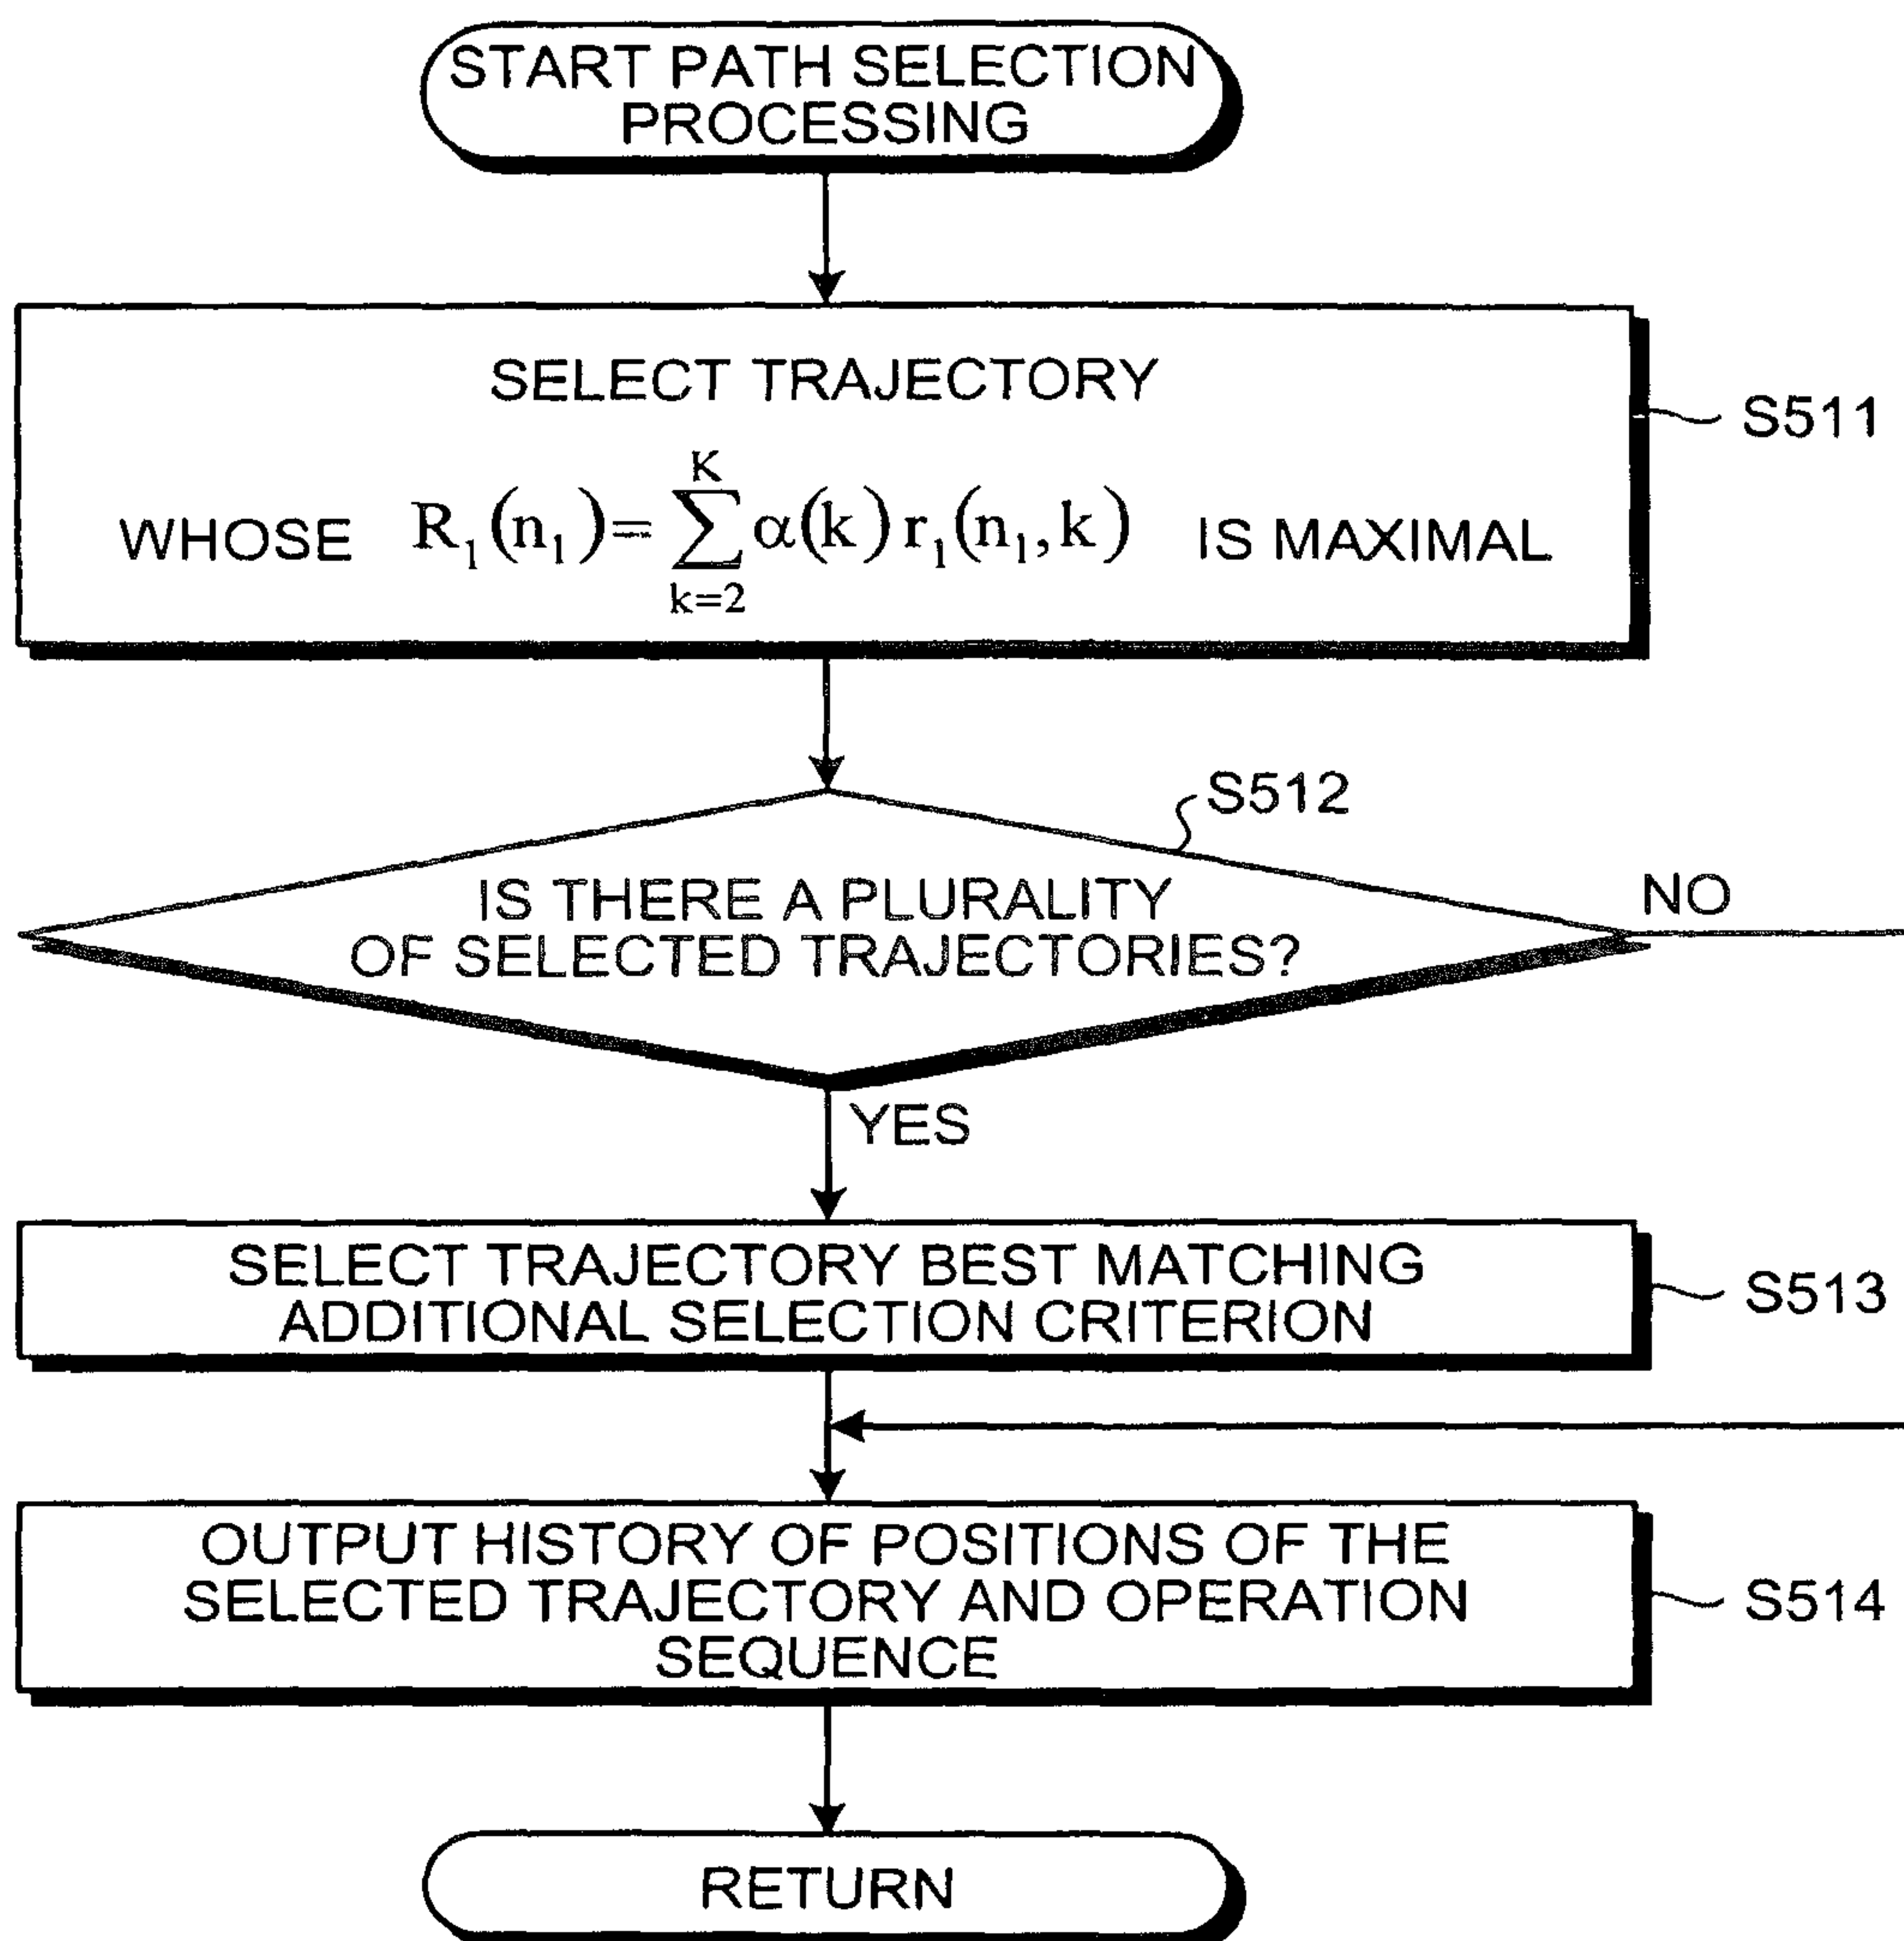 START PATH SELECTION
PROCESSING
SELECT TRAJECTORY
WHOSE R₁(n₁)=∑_{k=2}^{K} α(k) r₁(n₁, k) IS MAXIMAL
S511
S512
IS THERE A PLURALITY
OF SELECTED TRAJECTORIES?
NO
YES
SELECT TRAJECTORY BEST MATCHING
ADDITIONAL SELECTION CRITERION
S513
OUTPUT HISTORY OF POSITIONS OF THE
SELECTED TRAJECTORY AND OPERATION
SEQUENCE
S514
RETURN